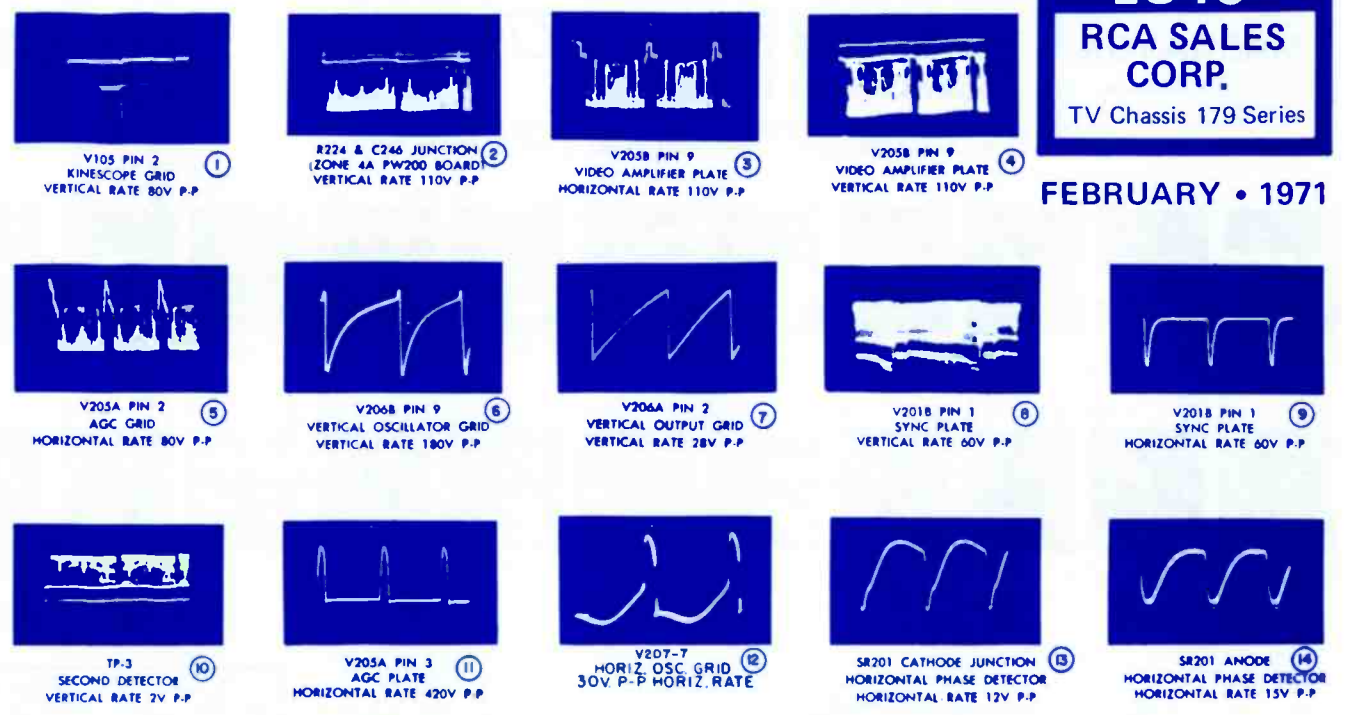 RCA SALES
CORP.
TV Chassis 179 Series
FEBRUARY • 1971
V105 PIN 2
KINESCOPE GRID
VERTICAL RATE 80V P-P
1
R224 & C246 JUNCTION
(ZONE 4A PW200 BOARD)
VERTICAL RATE 110V P-P
2
V205B PIN 9
VIDEO AMPLIFIER PLATE
HORIZONTAL RATE 110V P-P
3
V205B PIN 9
VIDEO AMPLIFIER PLATE
VERTICAL RATE 110V P-P
4
V205A PIN 2
AGC GRID
HORIZONTAL RATE 80V P-P
5
V206B PIN 9
VERTICAL OSCILLATOR GRID
VERTICAL RATE 180V P-P
6
V206A PIN 2
VERTICAL OUTPUT GRID
VERTICAL RATE 28V P-P
7
V201B PIN 1
SYNC PLATE
VERTICAL RATE 60V P-P
8
V201B PIN 1
SYNC PLATE
HORIZONTAL RATE 60V P-P
9
TP-3
SECOND DETECTOR
VERTICAL RATE 2V P-P
10
V205A PIN 3
AGC PLATE
HORIZONTAL RATE 420V P-P
11
V207-7
HORIZ. OSC. GRID
30V. P-P HORIZ. RATE
12
SR201 CATHODE JUNCTION
HORIZONTAL PHASE DETECTOR
HORIZONTAL RATE 12V P-P
13
SR201 ANODE
HORIZONTAL PHASE DETECTOR
HORIZONTAL RATE 15V P-P
14